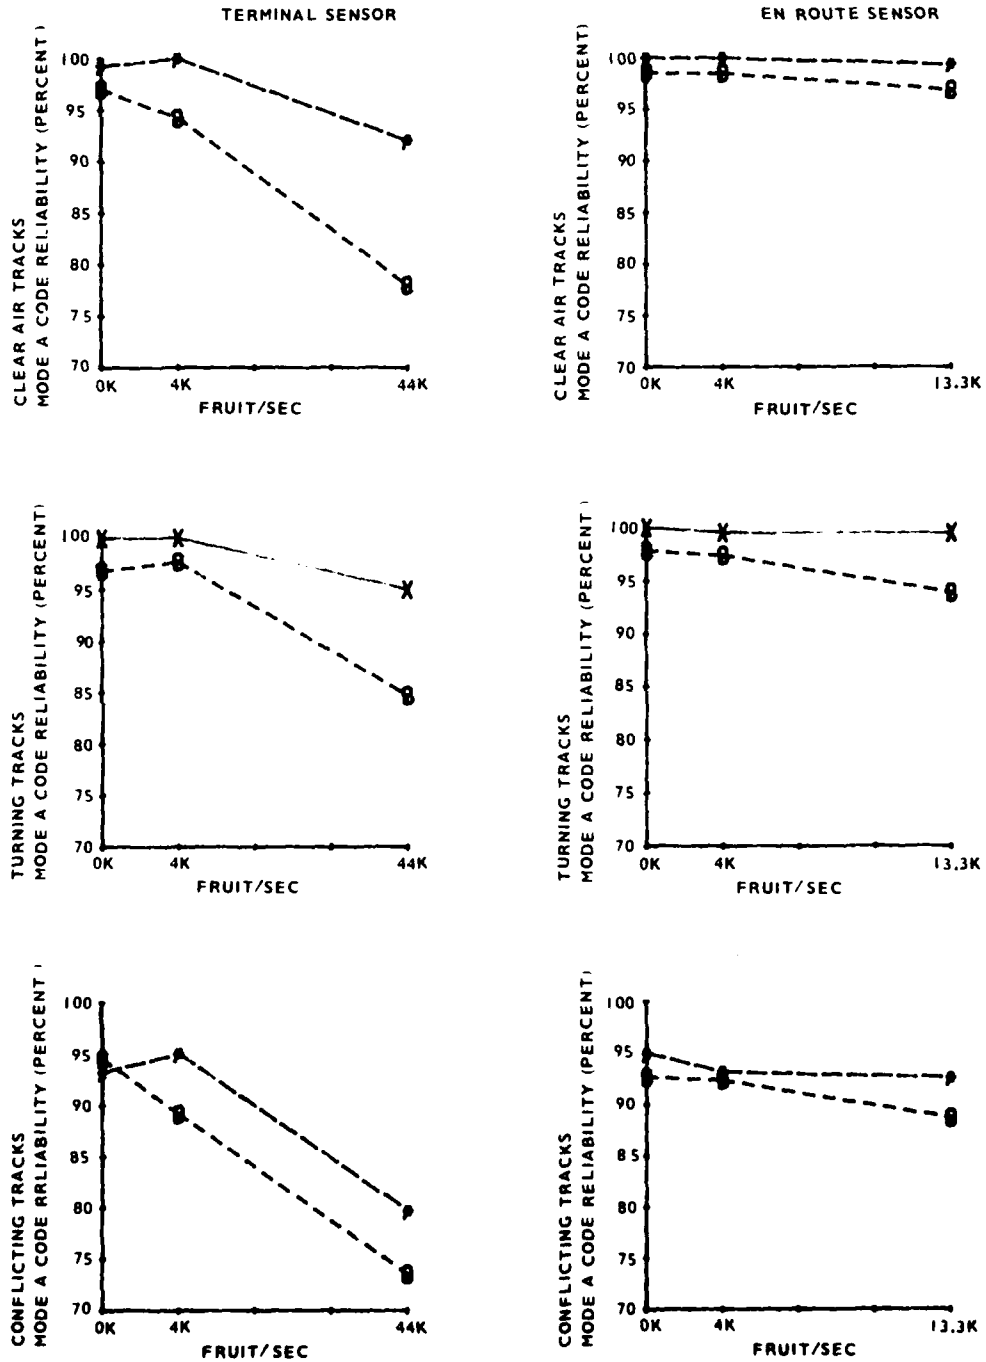 TERMINAL SENSOR
CLEAR AIR TRACKS
MODE A CODE RELIABILITY (PERCENT)
100
95
90
85
80
75
70
0K 4K 44K
FRUIT/SEC
EN ROUTE SENSOR
CLEAR AIR TRACKS
MODE A CODE RELIABILITY (PERCENT)
100
95
90
85
80
75
70
0K 4K 13.3K
FRUIT/SEC
TURNING TRACKS
MODE A CODE RELIABILITY (PERCENT)
100
95
90
85
80
75
70
0K 4K 44K
FRUIT/SEC
TURNING TRACKS
MODE A CODE RELIABILITY (PERCENT)
100
95
90
85
80
75
70
0K 4K 13.3K
FRUIT/SEC
CONFLICTING TRACKS
MODE A CODE RRLIABILITY (PERCENT)
100
95
90
85
80
75
70
0K 4K 44K
FRUIT/SEC
CONFLICTING TRACKS
MODE A CODE RELIABILITY (PERCENT)
100
95
90
85
80
75
70
0K 4K 13.3K
FRUIT/SEC